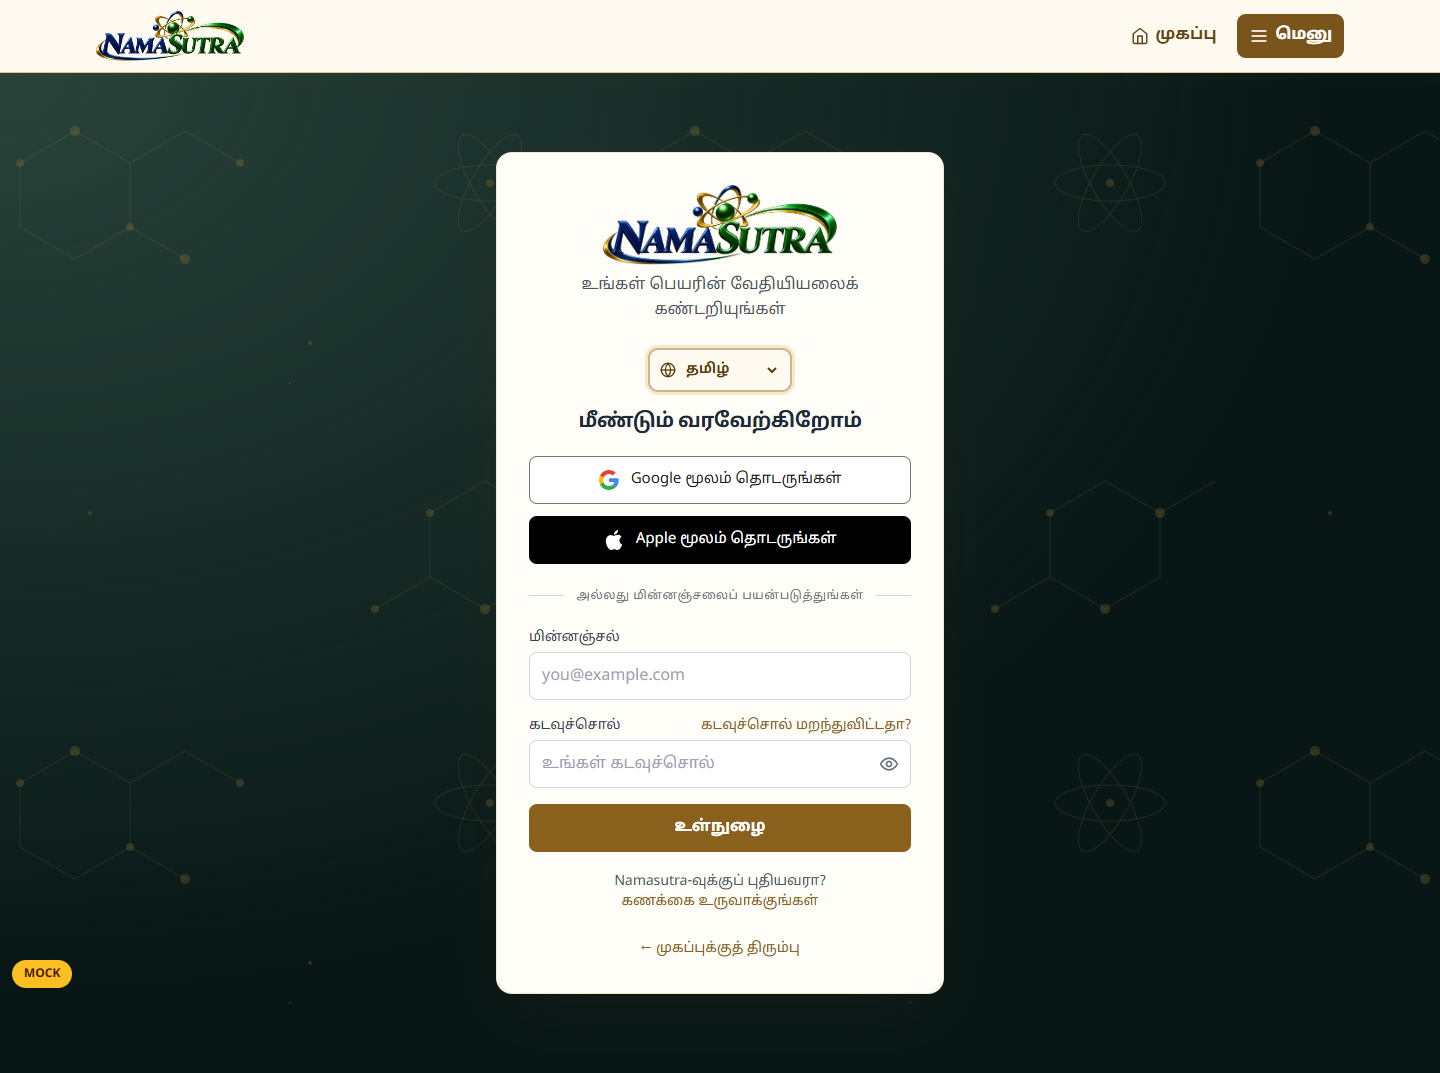 NAMASUTRA
முகப்பு
மெனு
NAMASUTRA
உங்கள் பெயரின் வேதியியலைக்
கண்டறியுங்கள்
தமிழ்
மீண்டும் வரவேற்கிறோம்
Google மூலம் தொடருங்கள்
Apple மூலம் தொடருங்கள்
அல்லது மின்னஞ்சலைப் பயன்படுத்துங்கள்
மின்னஞ்சல்
you@example.com
கடவுச்சொல் கடவுச்சொல் மறந்துவிட்டதா?
உங்கள் கடவுச்சொல்
உள்நுழை
Namasutra-வுக்குப் புதியவரா?
கணக்கை உருவாக்குங்கள்
← முகப்புக்குத் திரும்பு
MOCK